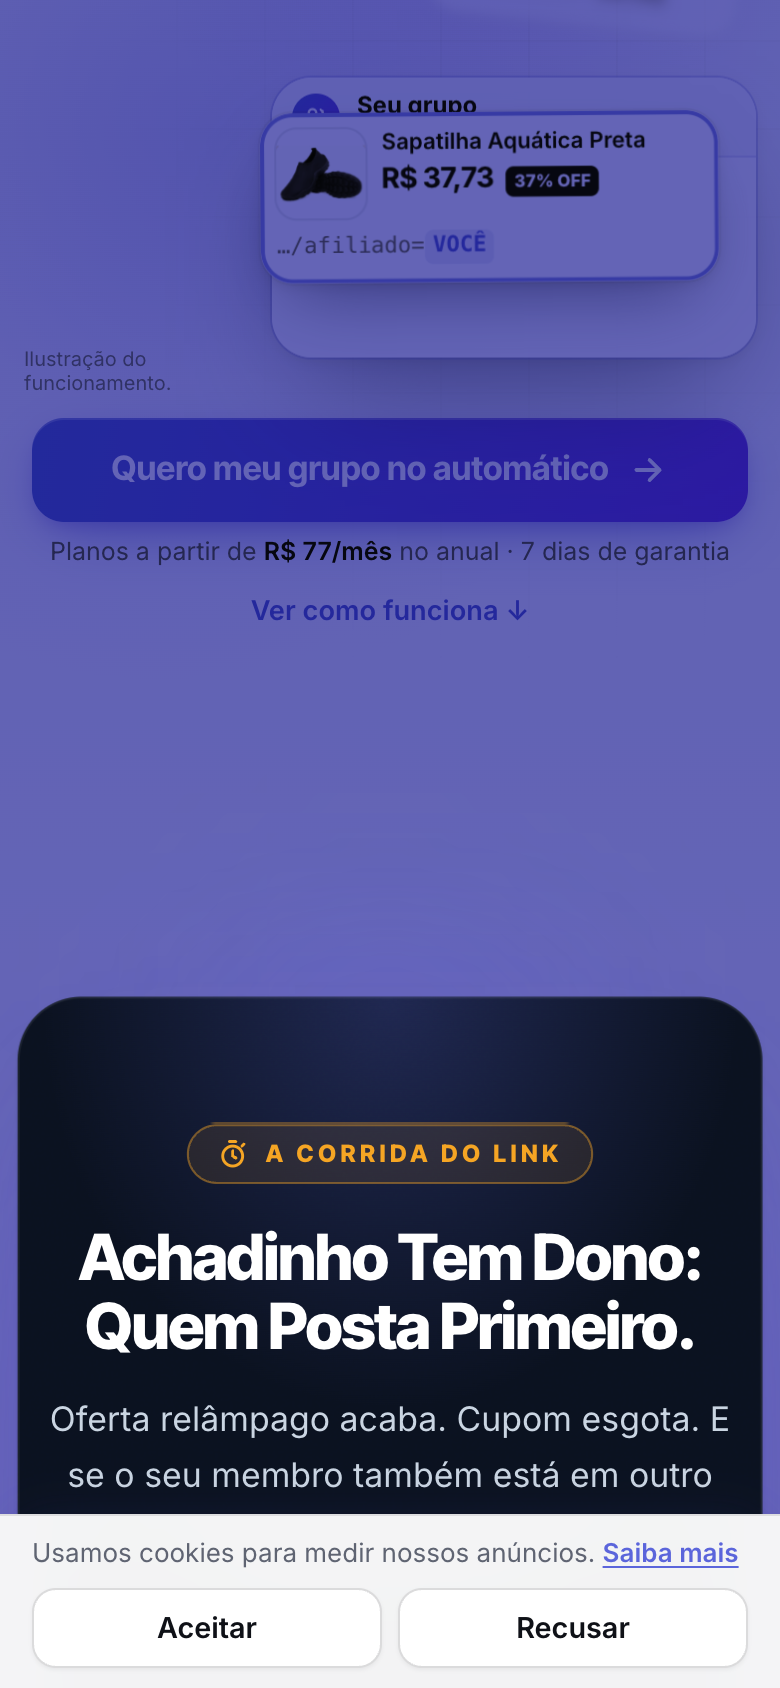 Seu grupo
Sapatilha Aquática Preta
R$ 37,73 37% OFF
…/afiliado=VOCÊ
Ilustração do
funcionamento.
Quero meu grupo no automático →
Planos a partir de R$ 77/mês no anual · 7 dias de garantia
Ver como funciona ↓
A CORRIDA DO LINK
Achadinho Tem Dono:
Quem Posta Primeiro.
Oferta relâmpago acaba. Cupom esgota. E
se o seu membro também está em outro
Usamos cookies para medir nossos anúncios. Saiba mais
Aceitar
Recusar